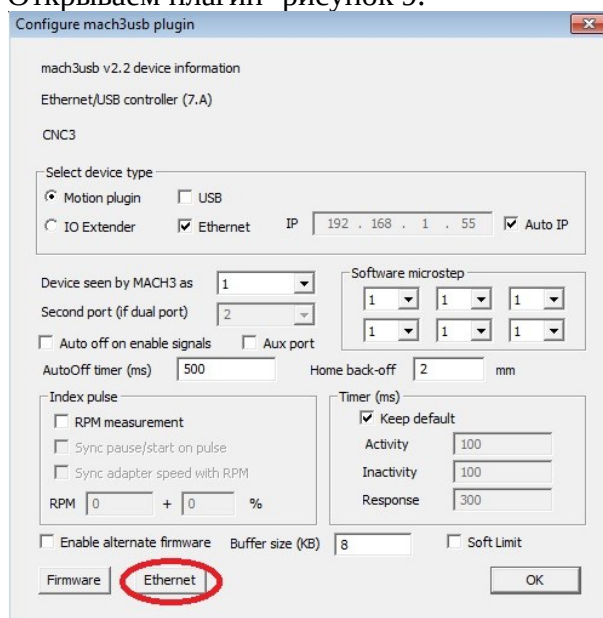 Открываем плагин рисунок 5.
Configure mach3usb plugin
mach3usb v2.2 device information
Ethernet/USB controller (7.A)
CNC3
Select device type
Motion plugin USB
IO Extender Ethernet IP 192 . 168 . 1 . 55 Auto IP
Device seen by MACH3 as 1
Second port (if dual port) 2
Software microstep
1 1 1
1 1 1
Auto off on enable signals Aux port
AutoOff timer (ms) 500 Home back-off 2 mm
Index pulse
RPM measurement
Sync pause/start on pulse
Sync adapter speed with RPM
RPM 0 + 0 %
Timer (ms)
Keep default
Activity 100
Inactivity 100
Response 300
Enable alternate firmware Buffer size (KB) 8 Soft Limit
Firmware Ethernet OK